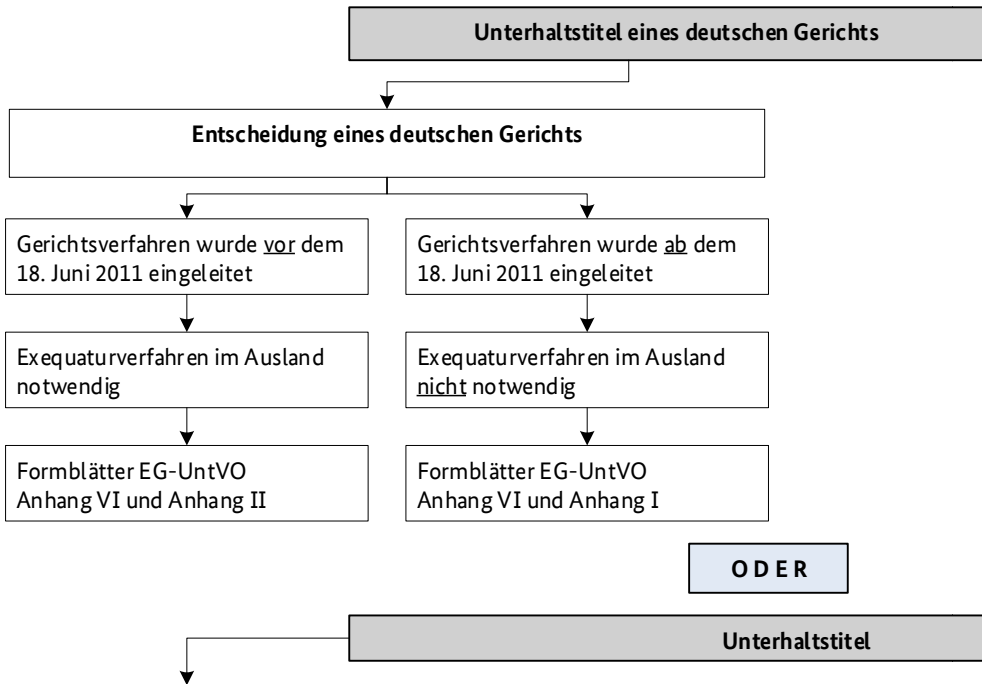 Unterhaltstitel eines deutschen Gerichts
Entscheidung eines deutschen Gerichts
Gerichtsverfahren wurde vor dem
18. Juni 2011 eingeleitet
Gerichtsverfahren wurde ab dem
18. Juni 2011 eingeleitet
Exequaturverfahren im Ausland
notwendig
Exequaturverfahren im Ausland
nicht notwendig
Formblätter EG-UntVO
Anhang VI und Anhang II
Formblätter EG-UntVO
Anhang VI und Anhang I
O D E R
Unterhaltstitel